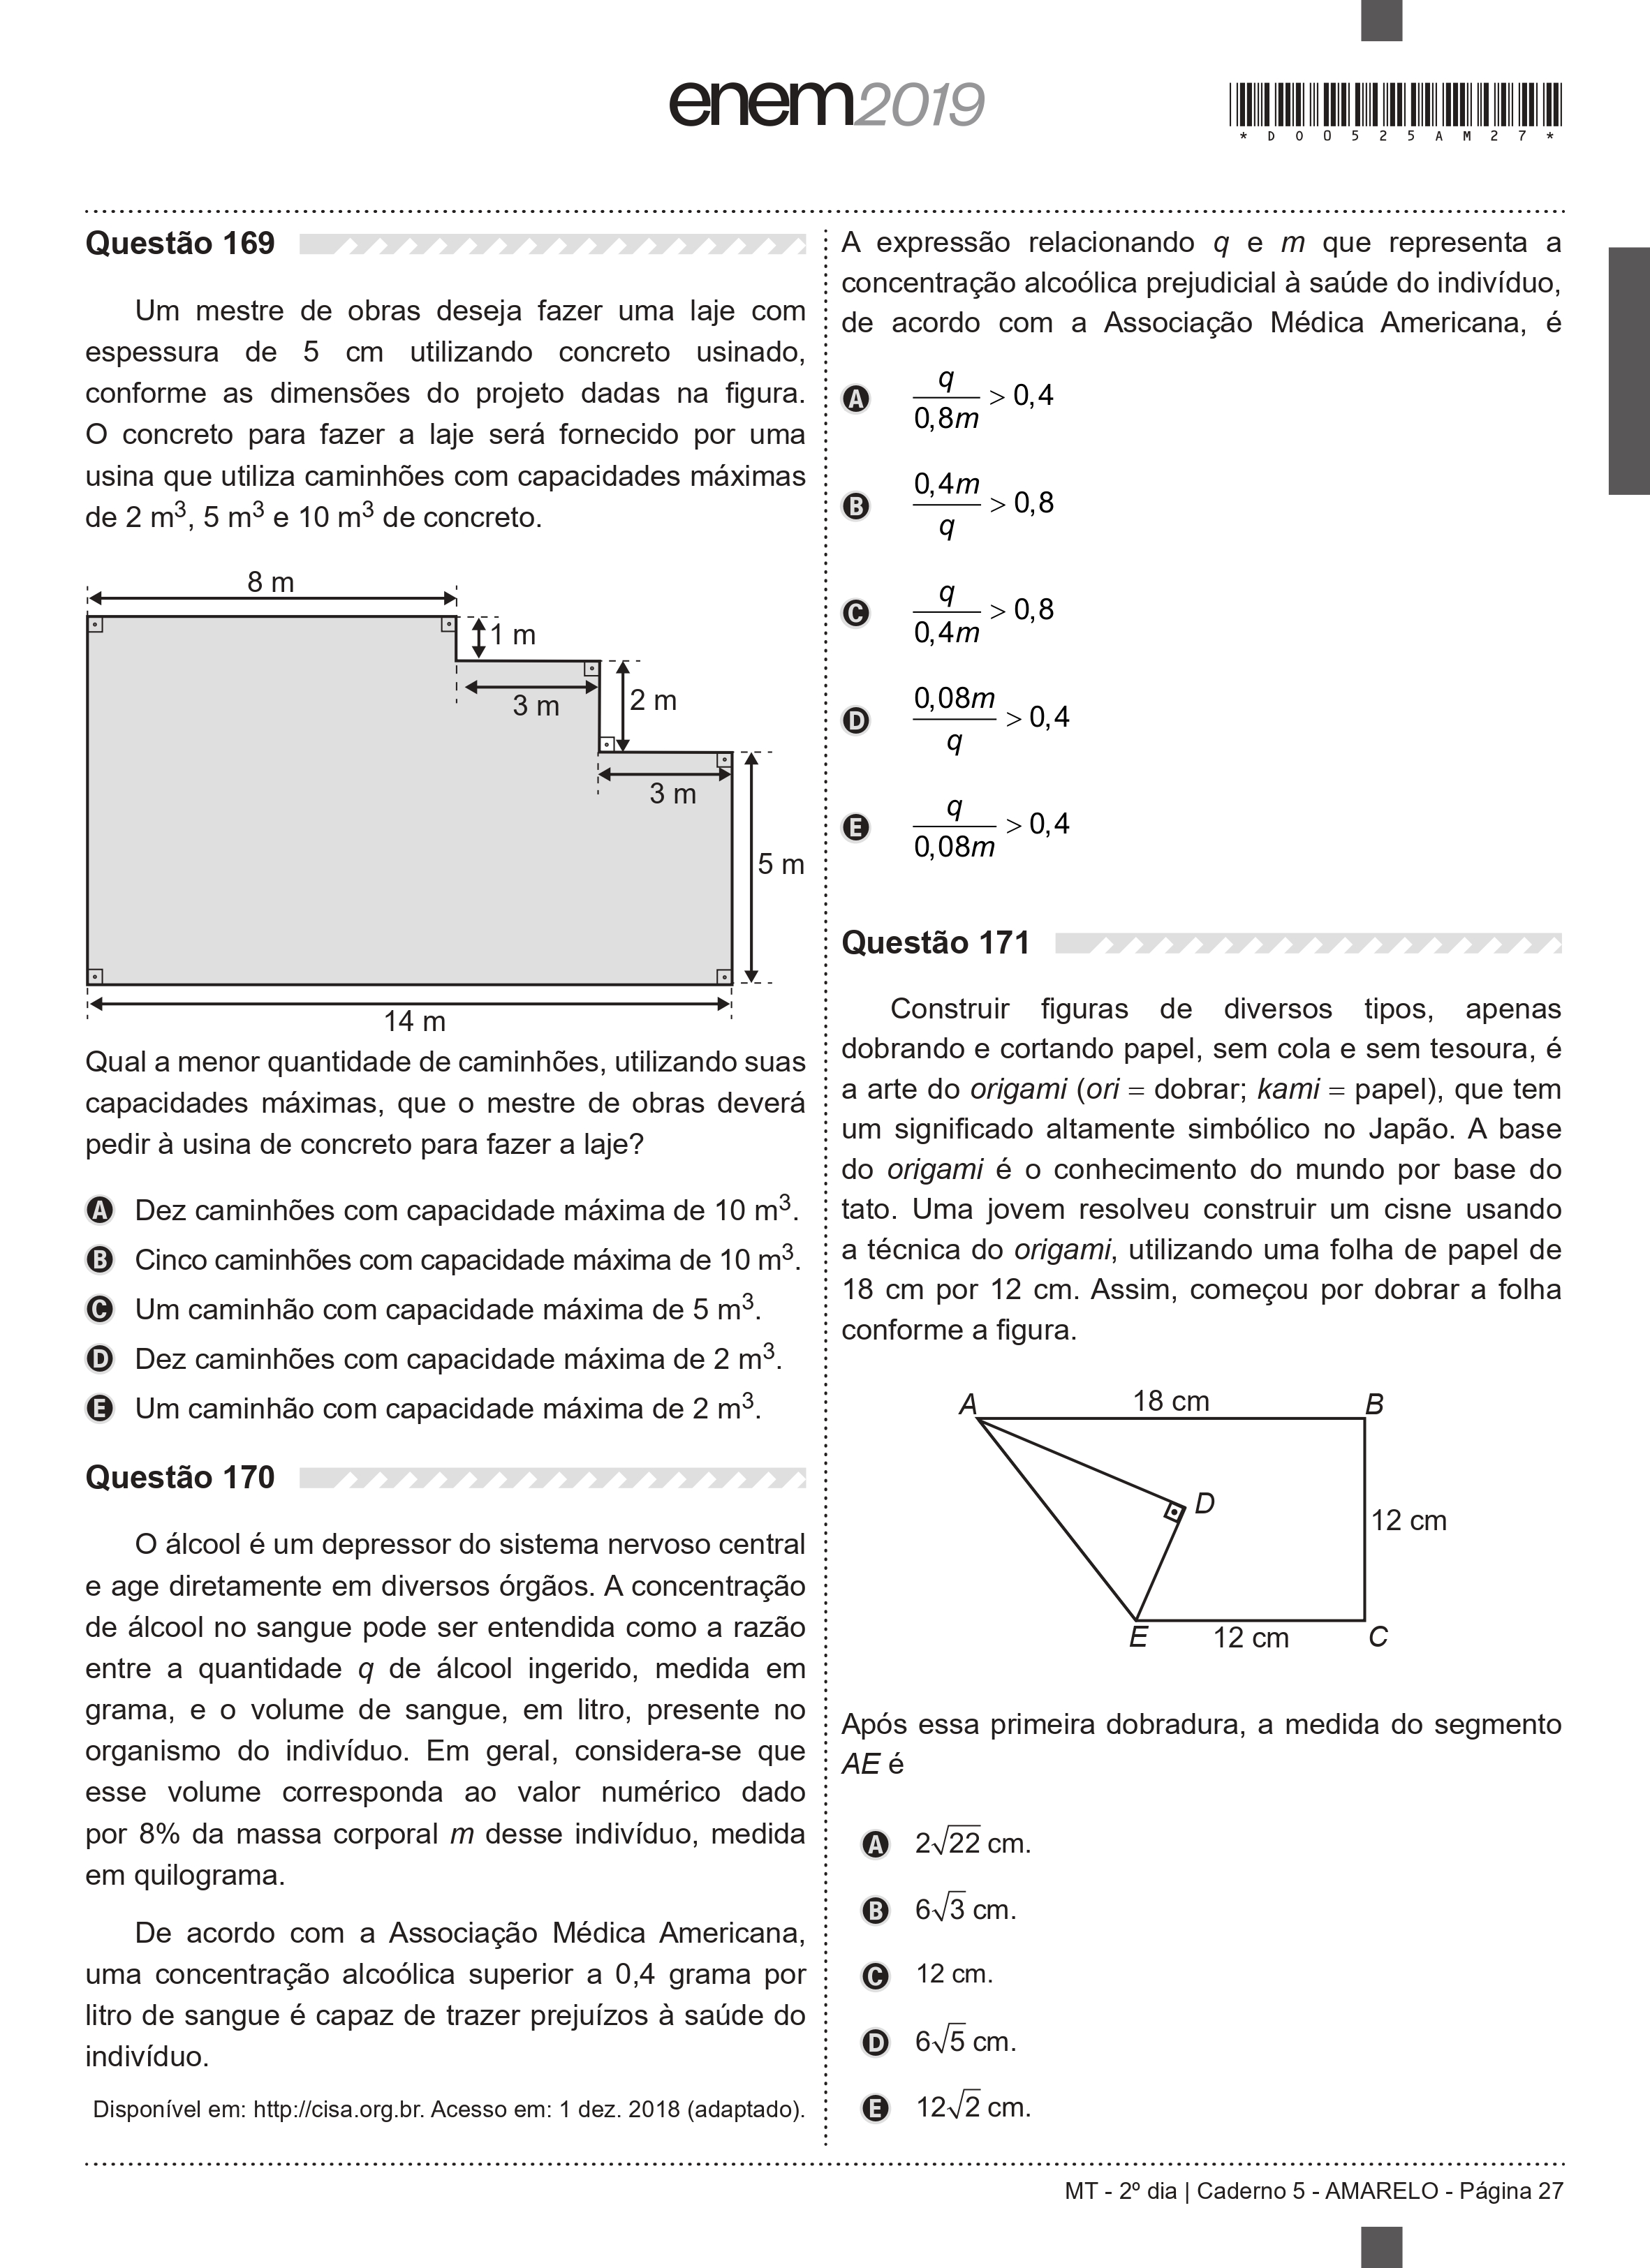 enem2019
* D 0 0 5 2 5 A M 2 7 *
Questão 169
Um mestre de obras deseja fazer uma laje com
espessura de 5 cm utilizando concreto usinado,
conforme as dimensões do projeto dadas na figura.
O concreto para fazer a laje será fornecido por uma
usina que utiliza caminhões com capacidades máximas
de 2 m³, 5 m³ e 10 m³ de concreto.
8 m
1 m
3 m
2 m
3 m
5 m
14 m
Qual a menor quantidade de caminhões, utilizando suas
capacidades máximas, que o mestre de obras deverá
pedir à usina de concreto para fazer a laje?
A Dez caminhões com capacidade máxima de 10 m³.
B Cinco caminhões com capacidade máxima de 10 m³.
C Um caminhão com capacidade máxima de 5 m³.
D Dez caminhões com capacidade máxima de 2 m³.
E Um caminhão com capacidade máxima de 2 m³.
Questão 170
O álcool é um depressor do sistema nervoso central
e age diretamente em diversos órgãos. A concentração
de álcool no sangue pode ser entendida como a razão
entre a quantidade q de álcool ingerido, medida em
grama, e o volume de sangue, em litro, presente no
organismo do indivíduo. Em geral, considera-se que
esse volume corresponda ao valor numérico dado
por 8% da massa corporal m desse indivíduo, medida
em quilograma.
De acordo com a Associação Médica Americana,
uma concentração alcoólica superior a 0,4 grama por
litro de sangue é capaz de trazer prejuízos à saúde do
indivíduo.
Disponível em: http://cisa.org.br. Acesso em: 1 dez. 2018 (adaptado).
A expressão relacionando q e m que representa a
concentração alcoólica prejudicial à saúde do indivíduo,
de acordo com a Associação Médica Americana, é
A q/0,8m > 0,4
B 0,4m/q > 0,8
C q/0,4m > 0,8
D 0,08m/q > 0,4
E q/0,08m > 0,4
Questão 171
Construir figuras de diversos tipos, apenas
dobrando e cortando papel, sem cola e sem tesoura, é
a arte do origami (ori = dobrar; kami = papel), que tem
um significado altamente simbólico no Japão. A base
do origami é o conhecimento do mundo por base do
tato. Uma jovem resolveu construir um cisne usando
a técnica do origami, utilizando uma folha de papel de
18 cm por 12 cm. Assim, começou por dobrar a folha
conforme a figura.
A 18 cm B
D
12 cm
E 12 cm C
Após essa primeira dobradura, a medida do segmento
AE é
A 2√22 cm.
B 6√3 cm.
C 12 cm.
D 6√5 cm.
E 12√2 cm.
MT - 2º dia | Caderno 5 - AMARELO - Página 27